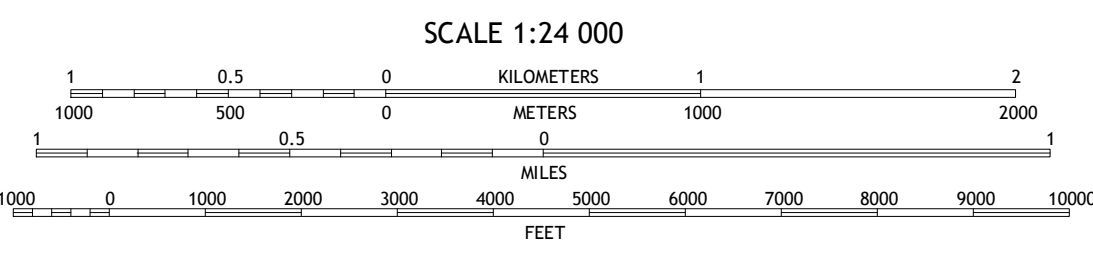 SCALE 1:24 000
1 0.5 0 KILOMETERS 1 2
1000 500 0 METERS 1000 2000
1 0.5 0 1
MILES
1000 0 1000 2000 3000 4000 5000 6000 7000 8000 9000 10000
FEET